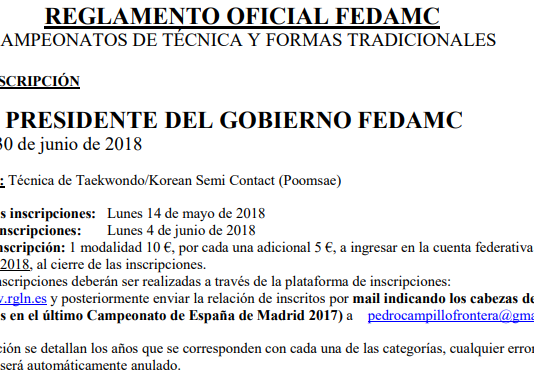 REGLAMENTO OFICIAL FEDAMC
AMPEONATOS DE TÉCNICA Y FORMAS TRADICIONALES
SCRIPCIÓN
PRESIDENTE DEL GOBIERNO FEDAMC
30 de junio de 2018
: Técnica de Taekwondo/Korean Semi Contact (Poomsae)
s inscripciones: Lunes 14 de mayo de 2018
nscripciones: Lunes 4 de junio de 2018
nscripción: 1 modalidad 10 €, por cada una adicional 5 €, a ingresar en la cuenta federativa
2018, al cierre de las inscripciones.
nscripciones deberán ser realizadas a través de la plataforma de inscripciones:
.rgln.es y posteriormente enviar la relación de inscritos por mail indicando los cabezas de
s en el último Campeonato de España de Madrid 2017) a pedrocampillofrontera@gma
ción se detallan los años que se corresponden con cada una de las categorías, cualquier erro
será automáticamente anulado.